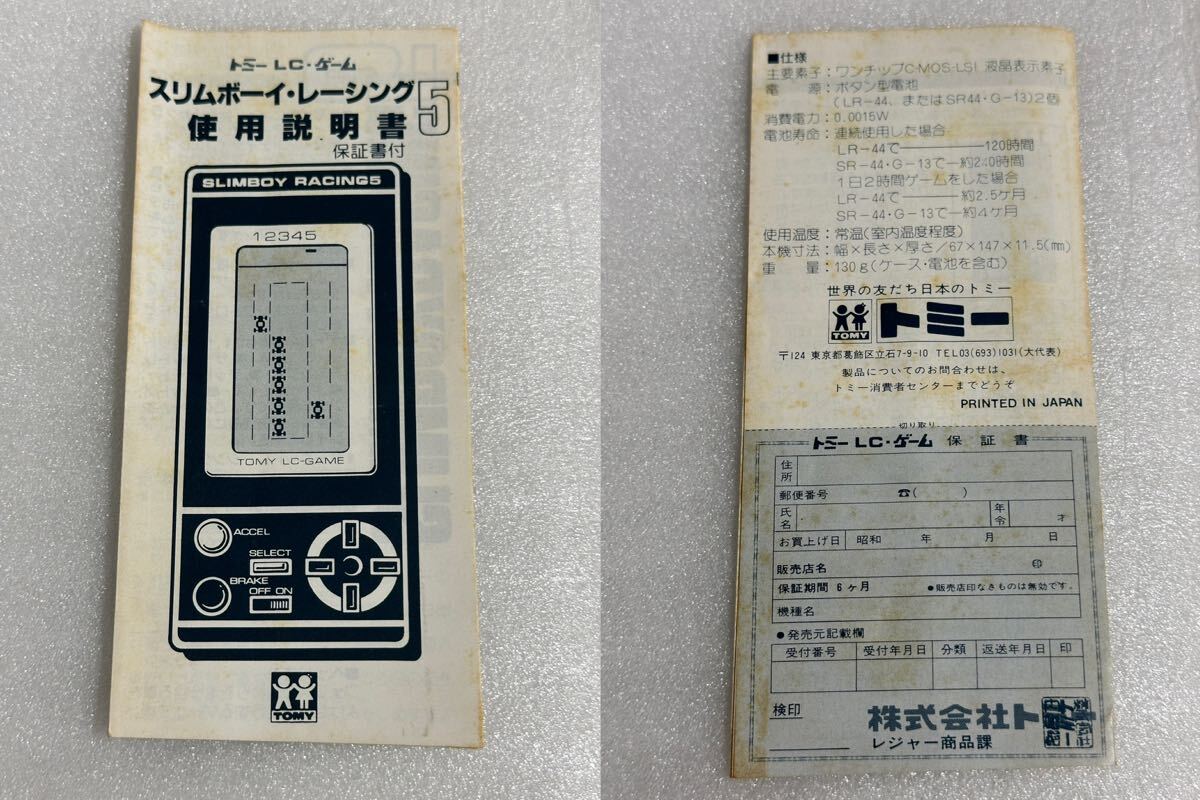 トミー LC・ゲーム
スリムボーイ・レーシング5
使用説明書
保証書付
SLIMBOY RACING5
12345
TOMY LC-GAME
ACCEL
SELECT
BRAKE
OFF ON
TOMY
■仕様
主要素子：ワンチップC-MOS-LSI 液晶表示素子
電　源：ボタン型電池
（LR-44、またはSR44・G-13）2個
消費電力：0.0015W
電池寿命：連続使用した場合
LR-44で――――120時間
SR-44・G-13で―約240時間
1日2時間ゲームをした場合
LR-44で――――約2.5ヶ月
SR-44・G-13で―約4ヶ月
使用温度：常温（室内温度程度）
本機寸法：幅×長さ×厚さ／67×147×11.5(mm)
重　量：130g（ケース・電池を含む）
世界の友だち日本のトミー
TOMY トミー
〒124 東京都葛飾区立石7-9-10 TEL03(693)1031(大代表)
製品についてのお問合わせは、
トミー消費者センターまでどうぞ
PRINTED IN JAPAN
切り取り
トミー LC・ゲーム 保証書
住所
郵便番号 ☎( )
氏名 年令 才
お買上げ日 昭和 年 月 日
販売店名 ㊞
保証期間 6ヶ月 ●販売店印なきものは無効です。
機種名
●発売元記載欄
受付番号 受付年月日 分類 返送年月日 印
検印
株式会社ト
レジャー商品課